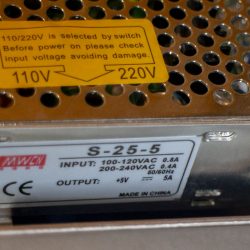 110/220V is selected by switch
Before power on please check
input voltage avoiding damage.
110V 220V
S-25-5
MWCN
INPUT: 100-120VAC 0.8A
200-240VAC 0.4A
50/60Hz
OUTPUT: +5V 5A
CE
MADE IN CHINA